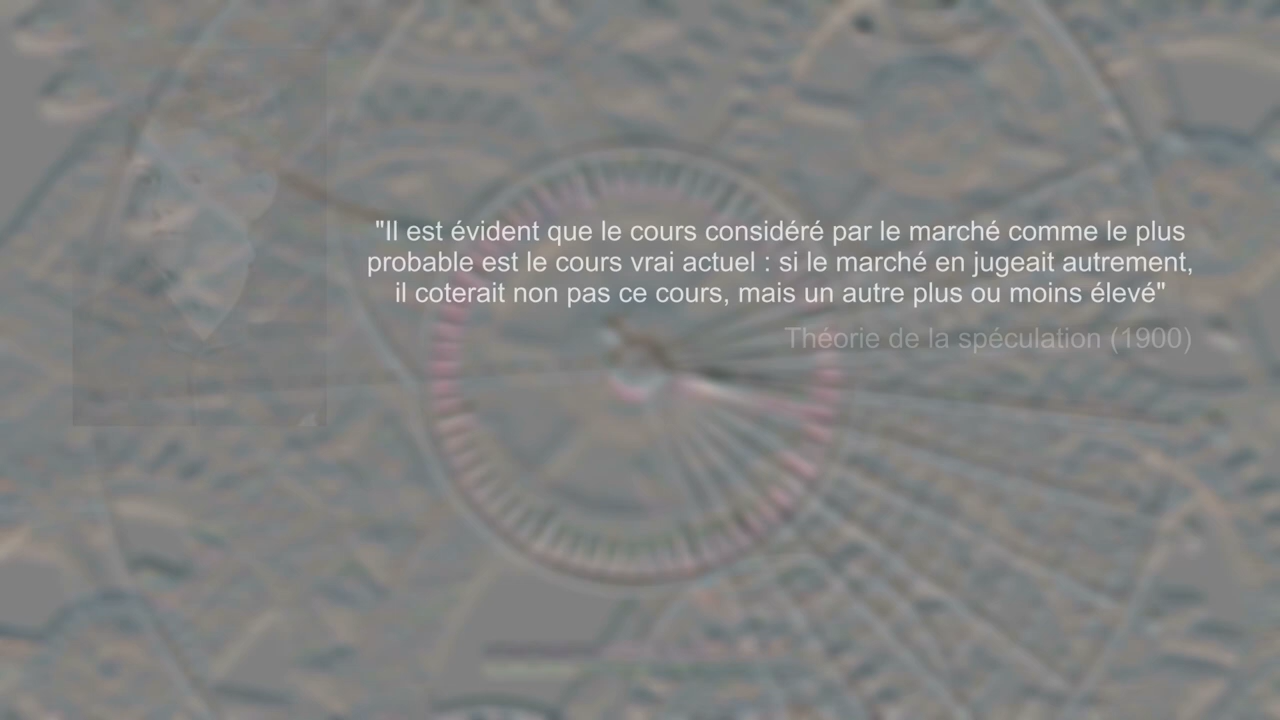 "Il est évident que le cours considéré par le marché comme le plus
probable est le cours vrai actuel : si le marché en jugeait autrement,
il coterait non pas ce cours, mais un autre plus ou moins élevé"
Théorie de la spéculation (1900)